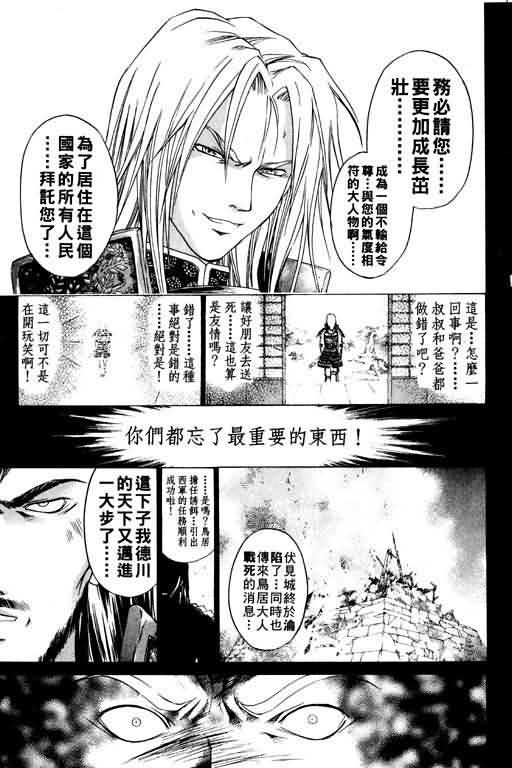 務必請您……
要更加成長茁
壯…………
成為一個不輸給令
尊…與您的氣度相
符的大人物啊……
為了居住在這個
國家的所有人民
……拜託您了…
這是…怎麼一
回事啊？……
叔叔和爸爸都
做錯了吧？
讓好朋友去送
死……這也算
是友情嗎？
錯了……這種
事絕對是錯的
……絕對是！
這一切可不是
在開玩笑啊！
你們都忘了最重要的東西！
伏見城終於淪
陷了…同時也
傳來鳥居大人
戰死的消息…
……是嗎？鳥居
擔任誘餌…引出
西軍的任務順利
成功啦！
這下子我德川
的天下又邁進
一大步了……